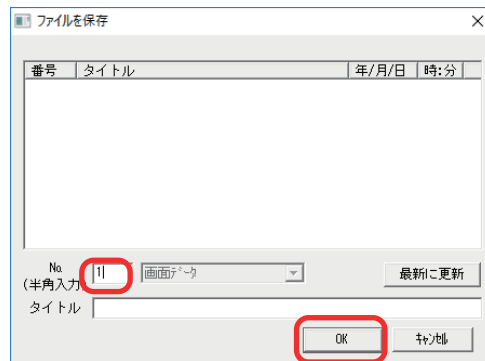 ファイルを保存
番号 タイトル 年/月/日 時:分
No.
(半角入力) 1 画面ﾃﾞｰﾀ 最新に更新
タイトル
OK ｷｬﾝｾﾙ